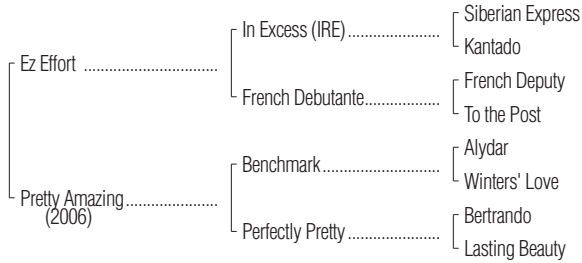 Siberian Express
In Excess (IRE) ....................
Kantado
Ez Effort ..............................
French Deputy
French Debutante................
To the Post
Alydar
Benchmark ..........................
Winters' Love
Pretty Amazing ....................
(2006)
Bertrando
Perfectly Pretty ....................
Lasting Beauty